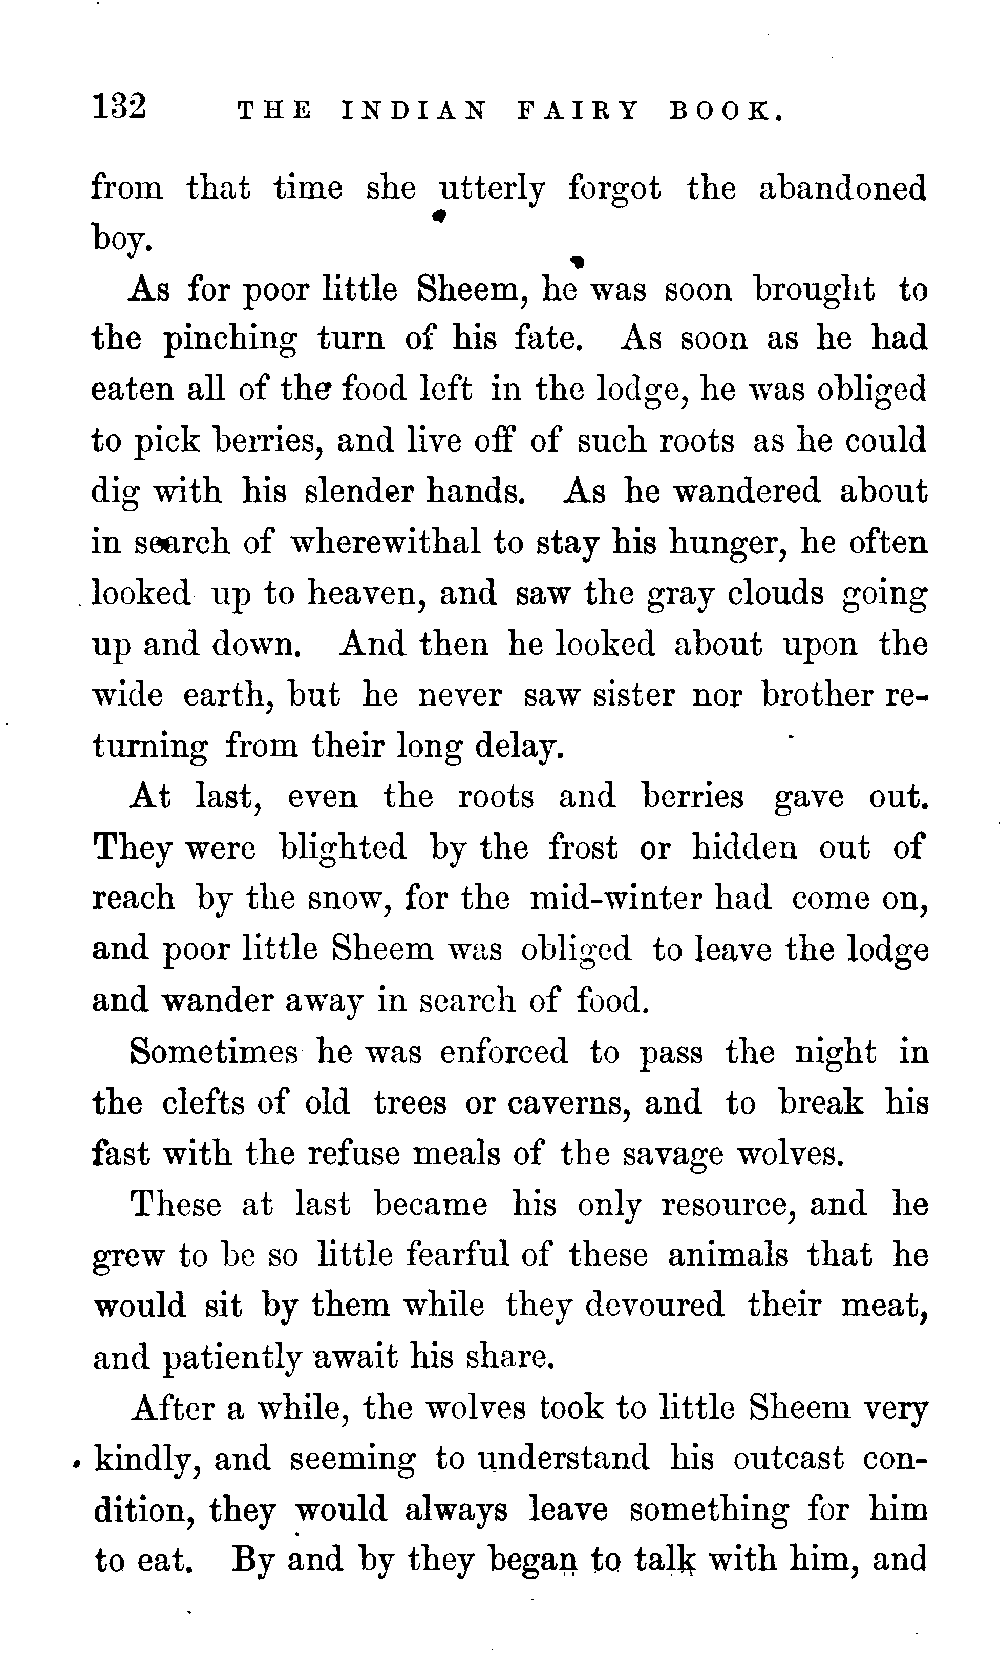 132 THE INDIAN FAIRY BOOK.
from that time she utterly forgot the abandoned
boy.
As for poor little Sheem, he was soon brought to
the pinching turn of his fate. As soon as he had
eaten all of the food left in the lodge, he was obliged
to pick berries, and live off of such roots as he could
dig with his slender hands. As he wandered about
in search of wherewithal to stay his hunger, he often
looked up to heaven, and saw the gray clouds going
up and down. And then he looked about upon the
wide earth, but he never saw sister nor brother re-
turning from their long delay.
At last, even the roots and berries gave out.
They were blighted by the frost or hidden out of
reach by the snow, for the mid-winter had come on,
and poor little Sheem was obliged to leave the lodge
and wander away in search of food.
Sometimes he was enforced to pass the night in
the clefts of old trees or caverns, and to break his
fast with the refuse meals of the savage wolves.
These at last became his only resource, and he
grew to be so little fearful of these animals that he
would sit by them while they devoured their meat,
and patiently await his share.
After a while, the wolves took to little Sheem very
kindly, and seeming to understand his outcast con-
dition, they would always leave something for him
to eat. By and by they began to talk with him, and